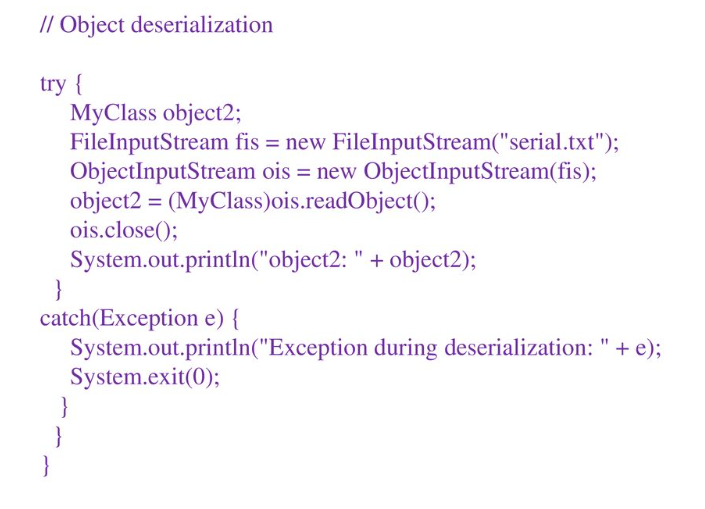 // Object deserialization
try {
MyClass object2;
FileInputStream fis = new FileInputStream("serial.txt");
ObjectInputStream ois = new ObjectInputStream(fis);
object2 = (MyClass)ois.readObject();
ois.close();
System.out.println("object2: " + object2);
}
catch(Exception e) {
System.out.println("Exception during deserialization: " + e);
System.exit(0);
}
}
}